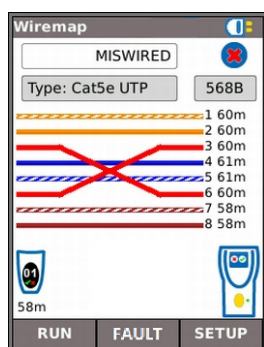 Wiremap
MISWIRED
Type: Cat5e UTP
568B
1 60m
2 60m
3 60m
4 61m
5 61m
6 60m
7 58m
8 58m
01
58m
RUN FAULT SETUP